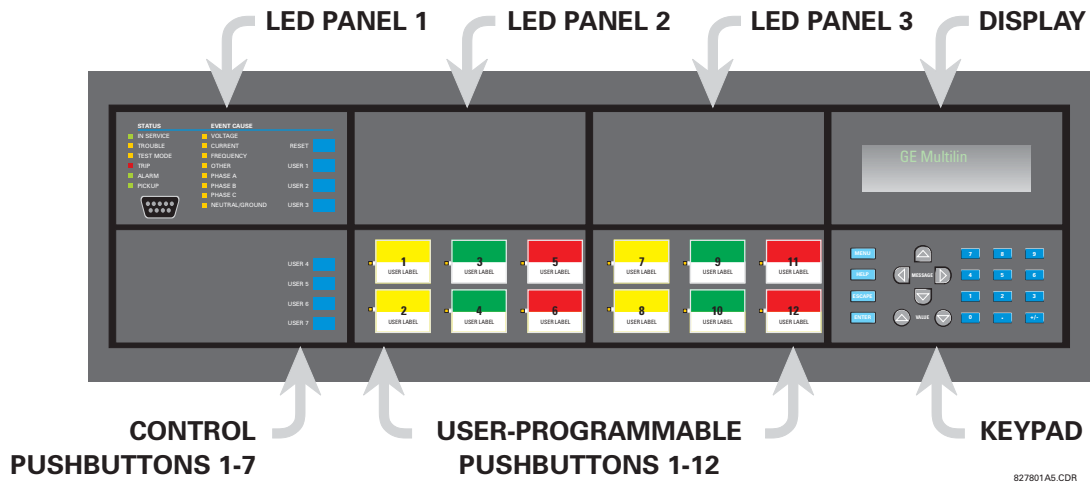 LED PANEL 1
LED PANEL 2
LED PANEL 3
DISPLAY
STATUS
IN SERVICE
TROUBLE
TEST MODE
TRIP
ALARM
PICKUP
EVENT CAUSE
VOLTAGE
CURRENT
FREQUENCY
OTHER
PHASE A
PHASE B
PHASE C
NEUTRAL/GROUND
RESET
USER 1
USER 2
USER 3
GE Multilin
USER 4
USER 5
USER 6
USER 7
1
USER LABEL
3
USER LABEL
5
USER LABEL
2
USER LABEL
4
USER LABEL
6
USER LABEL
7
USER LABEL
9
USER LABEL
11
USER LABEL
8
USER LABEL
10
USER LABEL
12
USER LABEL
MENU
HELP
ESCAPE
ENTER
MESSAGE
VALUE
7 8 9
4 5 6
1 2 3
0 . +/-
CONTROL
PUSHBUTTONS 1-7
USER-PROGRAMMABLE
PUSHBUTTONS 1-12
KEYPAD
827801A5.CDR